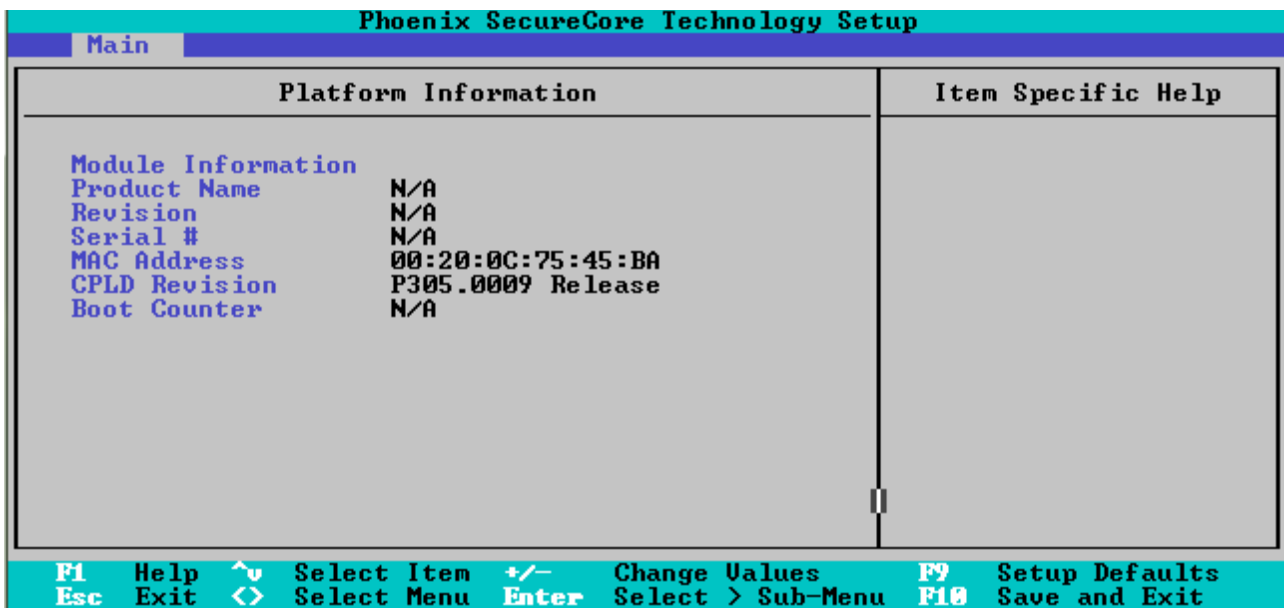 Phoenix SecureCore Technology Setup
Main
Platform Information
Item Specific Help
Module Information
Product Name N/A
Revision N/A
Serial # N/A
MAC Address 00:20:0C:75:45:BA
CPLD Revision P305.0009 Release
Boot Counter N/A
F1 Help ^v Select Item +/- Change Values F9 Setup Defaults
Esc Exit <> Select Menu Enter Select > Sub-Menu F10 Save and Exit